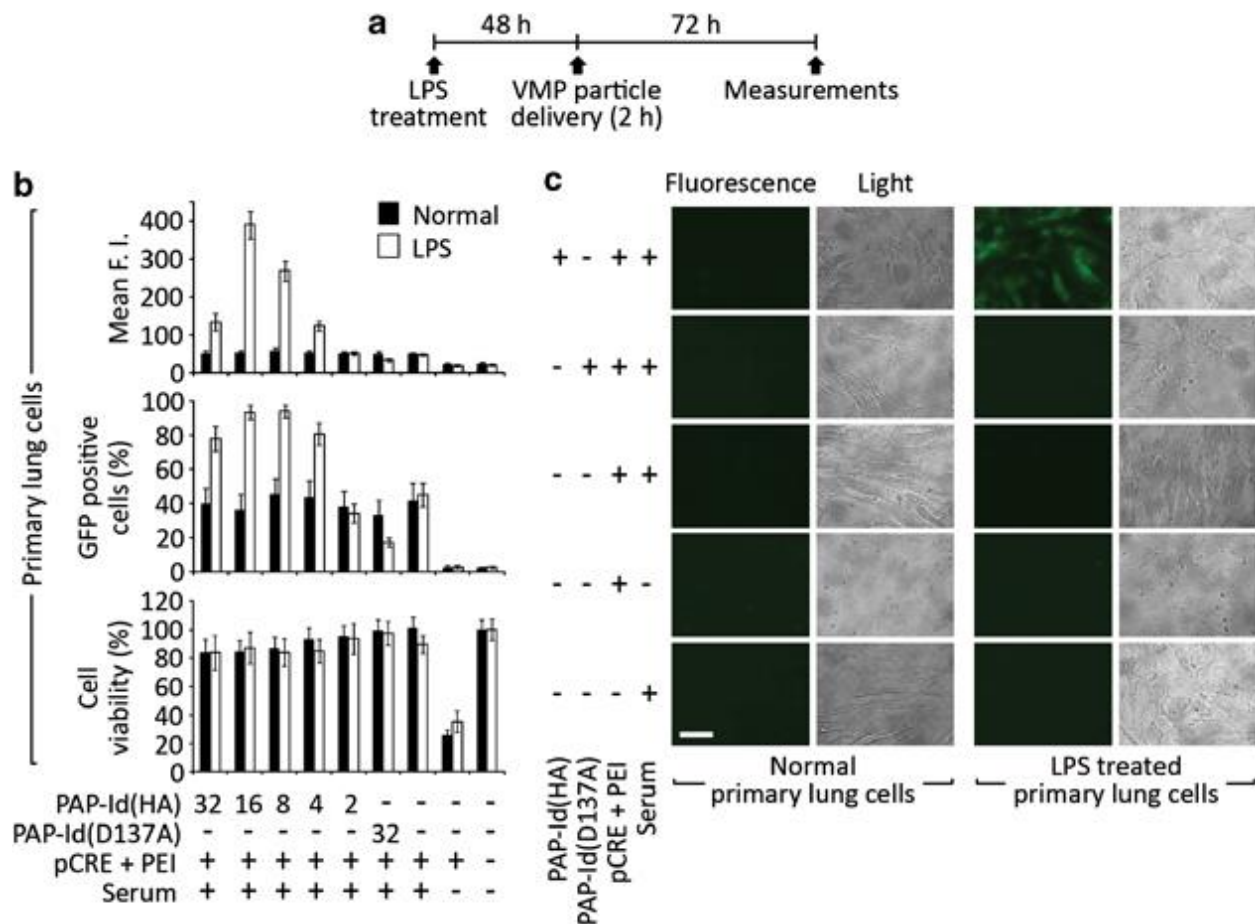 a
48 h 72 h
LPS treatment
VMP particle delivery (2 h)
Measurements
b
Normal
LPS
Primary lung cells
Mean F. I.
400
300
200
100
0
GFP positive cells (%)
100
80
60
40
20
0
Cell viability (%)
120
100
80
60
40
20
0
PAP-Id(HA) 32 16 8 4 2 - - - -
PAP-Id(D137A) - - - - - 32 - - -
pCRE + PEI + + + + + + + + -
Serum + + + + + + + - -
c
Fluorescence Light
+ - + +
- + + +
- - + +
- - + -
- - - +
PAP-Id(HA)
PAP-Id(D137A)
pCRE + PEI
Serum
Normal primary lung cells
LPS treated primary lung cells